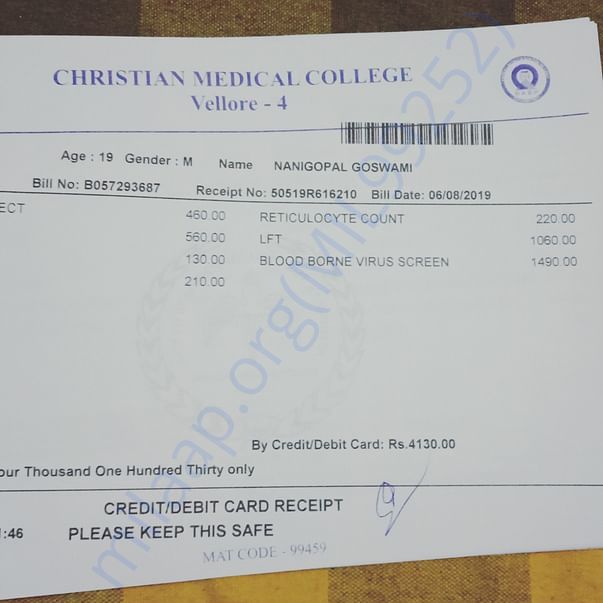 CHRISTIAN MEDICAL COLLEGE
Vellore - 4
Age : 19 Gender : M Name NANIGOPAL GOSWAMI
Bill No: B057293687 Receipt No: 50519R616210 Bill Date: 06/08/2019
ECT 460.00 RETICULOCYTE COUNT 220.00
560.00 LFT 1060.00
130.00 BLOOD BORNE VIRUS SCREEN 1490.00
210.00
By Credit/Debit Card: Rs.4130.00
our Thousand One Hundred Thirty only
CREDIT/DEBIT CARD RECEIPT
:46 PLEASE KEEP THIS SAFE
MAT CODE - 99459
milaap.org(MIL99252)